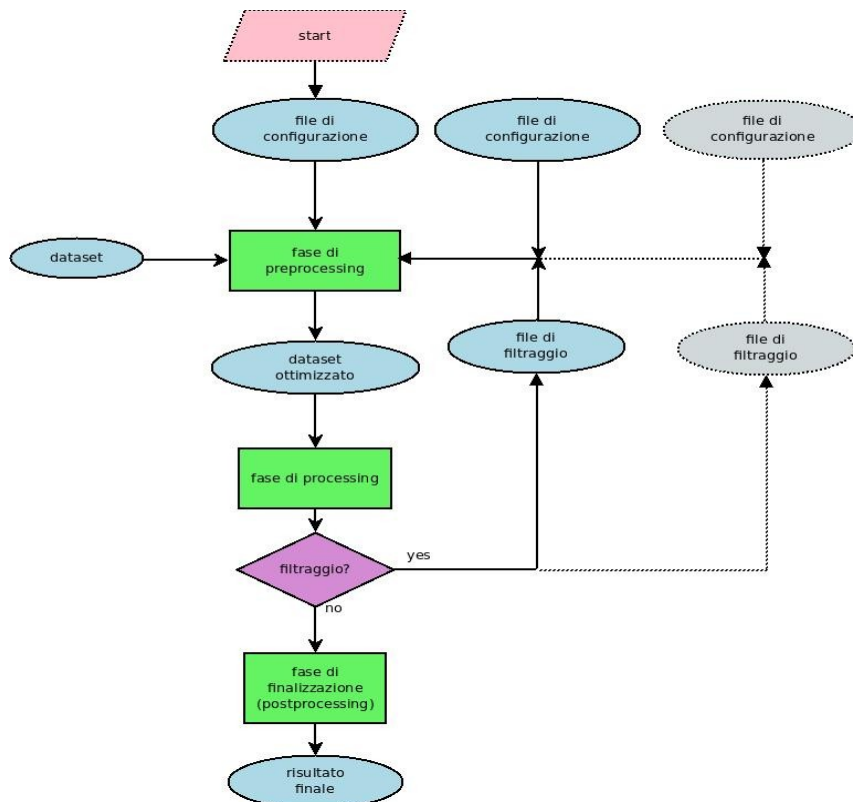 start
file di
configurazione
file di
configurazione
file di
configurazione
dataset
fase di
preprocessing
file di
filtraggio
file di
filtraggio
dataset
ottimizzato
fase di processing
filtraggio?
yes
no
fase di
finalizzazione
(postprocessing)
risultato
finale